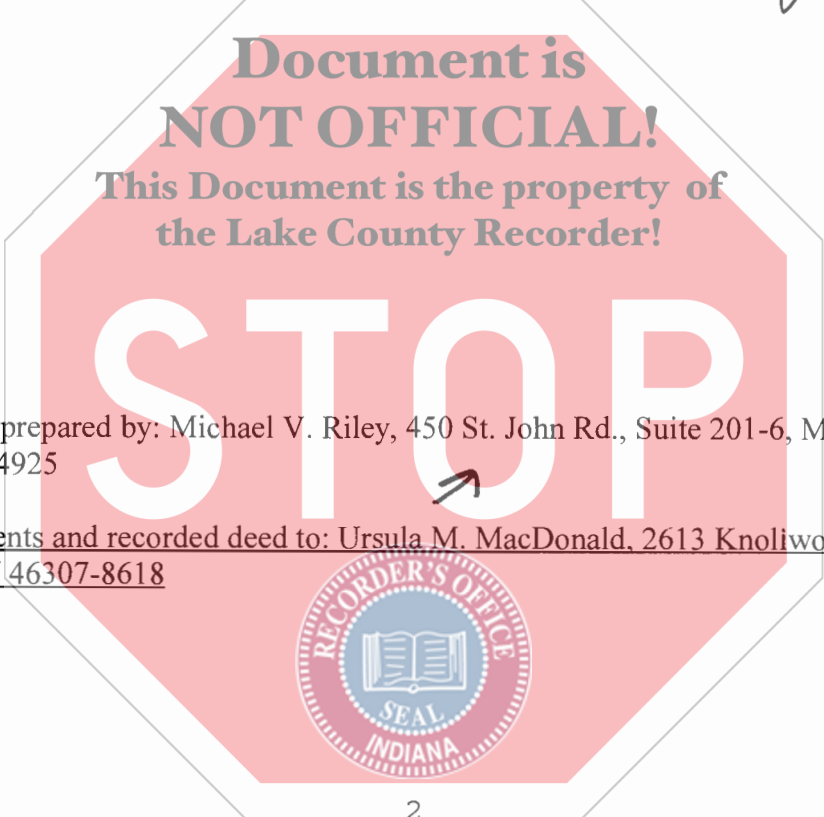 Document is
NOT OFFICIAL!
This Document is the property of
the Lake County Recorder!
STOP
prepared by: Michael V. Riley, 450 St. John Rd., Suite 201-6, M
4925
ents and recorded deed to: Ursula M. MacDonald, 2613 Knoliwo
46307-8618
RECORDER'S OFFICE
SEAL
INDIANA
2